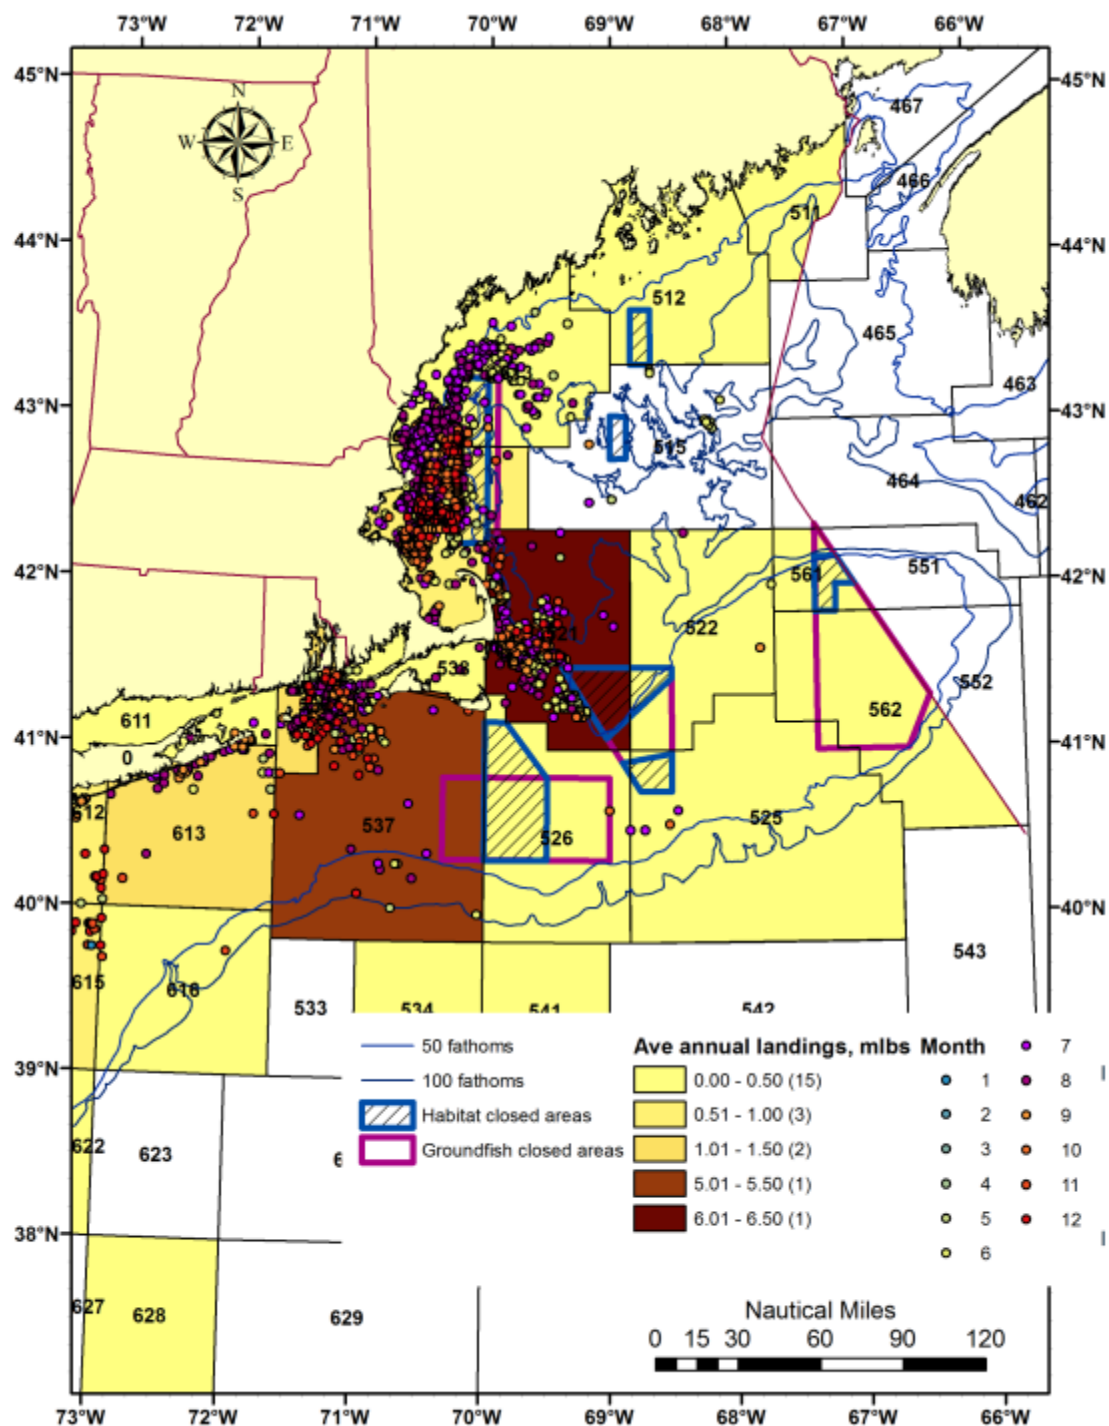 73°W 72°W 71°W 70°W 69°W 68°W 67°W 66°W
45°N 45°N
467
N
W E
S
466
511
44°N 44°N
512
465
463
43°N 43°N
515
464
462
42°N 42°N
561 551
521 522
538
552
611 562
41°N 41°N
0
612
613 537 526 525
40°N 40°N
543
615 616
533 534 541 542
50 fathoms
100 fathoms
Habitat closed areas
Groundfish closed areas
Ave annual landings, mlbs
0.00 - 0.50 (15)
0.51 - 1.00 (3)
1.01 - 1.50 (2)
5.01 - 5.50 (1)
6.01 - 6.50 (1)
Month
1
2
3
4
5
6
7
8
9
10
11
12
39°N
622 623 6
38°N
627 628 629
Nautical Miles
0 15 30 60 90 120
73°W 72°W 71°W 70°W 69°W 68°W 67°W 66°W